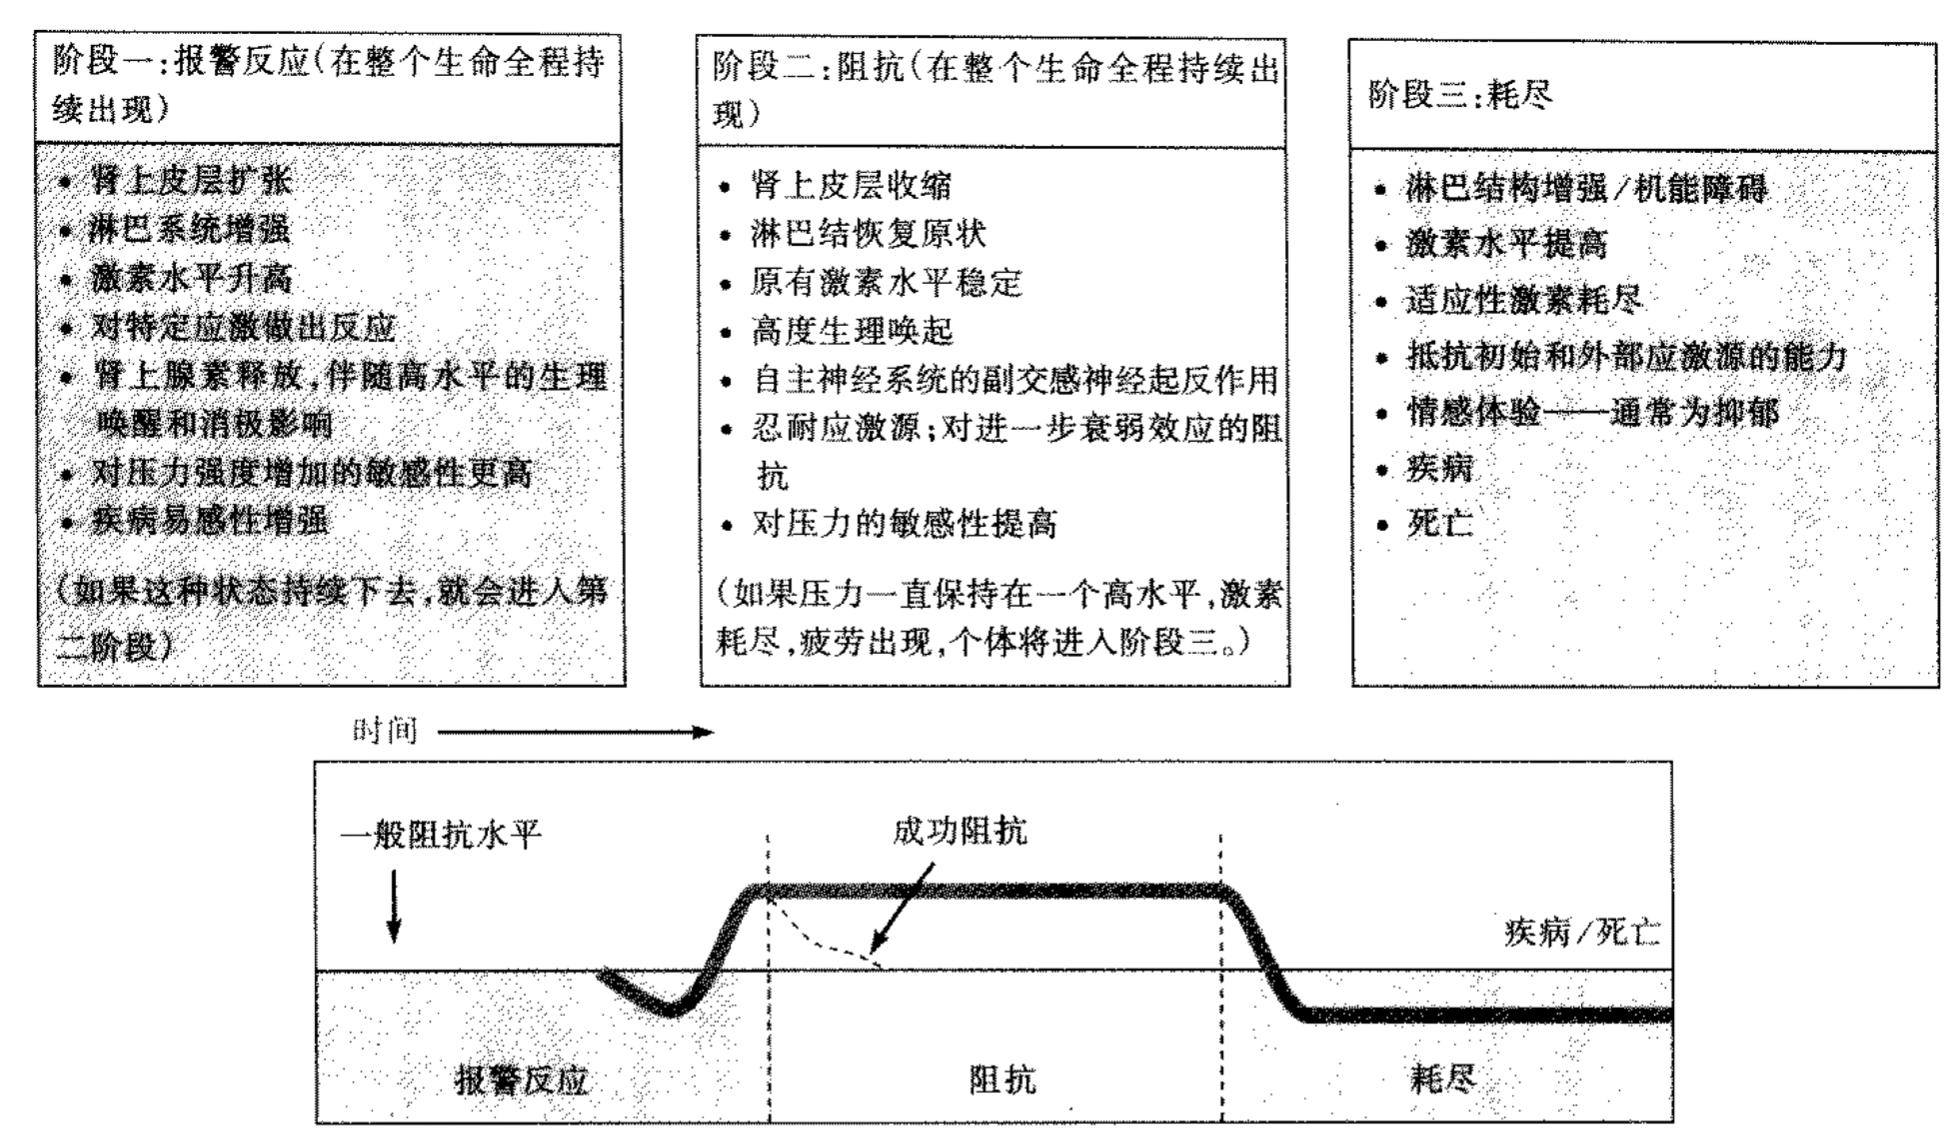 阶段一:报警反应(在整个生命全程持
续出现)
• 肾上皮层扩张
• 淋巴系统增强
• 激素水平升高
• 对特定应激做出反应
• 肾上腺素释放,伴随高水平的生理
唤醒和消极影响
• 对压力强度增加的敏感性更高
• 疾病易感性增强
(如果这种状态持续下去,就会进入第
二阶段)
阶段二:阻抗(在整个生命全程持续出
现)
• 肾上皮层收缩
• 淋巴结恢复原状
• 原有激素水平稳定
• 高度生理唤起
• 自主神经系统的副交感神经起反作用
• 忍耐应激源;对进一步衰弱效应的阻
抗
• 对压力的敏感性提高
(如果压力一直保持在一个高水平,激素
耗尽,疲劳出现,个体将进入阶段三。)
阶段三:耗尽
• 淋巴结构增强/机能障碍
• 激素水平提高
• 适应性激素耗尽
• 抵抗初始和外部应激源的能力
• 情感体验——通常为抑郁
• 疾病
• 死亡
时间
一般阻抗水平
成功阻抗
疾病/死亡
报警反应
阻抗
耗尽